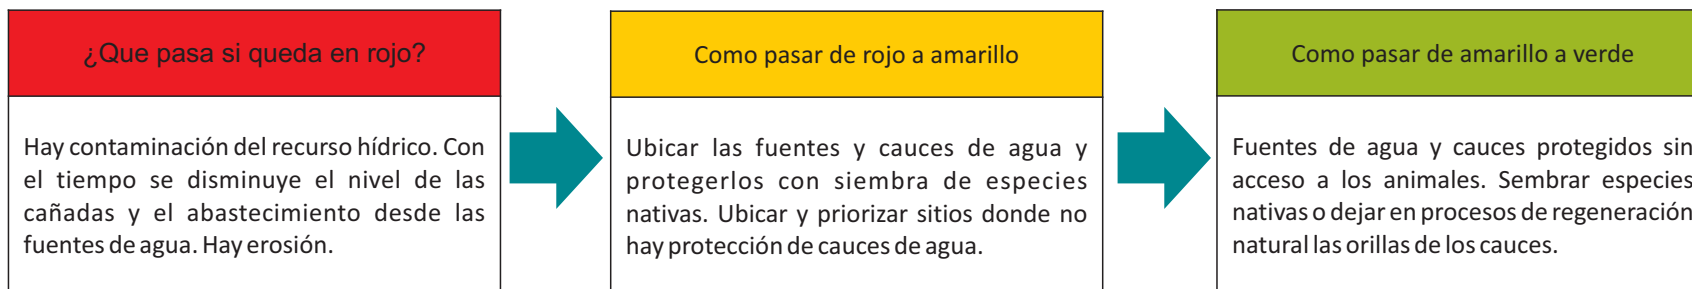 ¿Que pasa si queda en rojo?
Hay contaminación del recurso hídrico. Con
el tiempo se disminuye el nivel de las
cañadas y el abastecimiento desde las
fuentes de agua. Hay erosión.
Como pasar de rojo a amarillo
Ubicar las fuentes y cauces de agua y
protegerlos con siembra de especies
nativas. Ubicar y priorizar sitios donde no
hay protección de cauces de agua.
Como pasar de amarillo a verde
Fuentes de agua y cauces protegidos sin
acceso a los animales. Sembrar especies
nativas o dejar en procesos de regeneración
natural las orillas de los cauces.